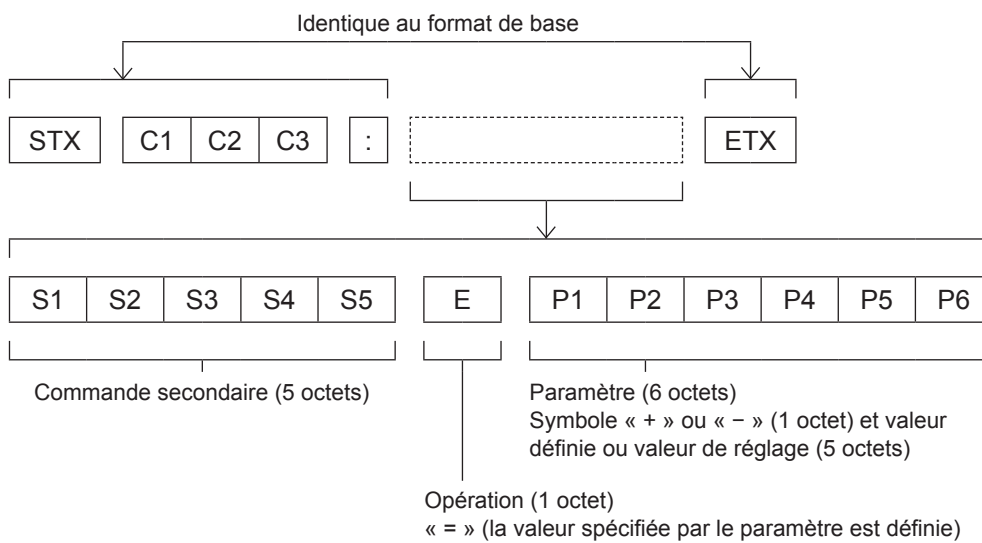 Identique au format de base
STX C1 C2 C3 : ETX
S1 S2 S3 S4 S5 E P1 P2 P3 P4 P5 P6
Commande secondaire (5 octets)
Paramètre (6 octets)
Symbole « + » ou « − » (1 octet) et valeur
définie ou valeur de réglage (5 octets)
Opération (1 octet)
« = » (la valeur spécifiée par le paramètre est définie)